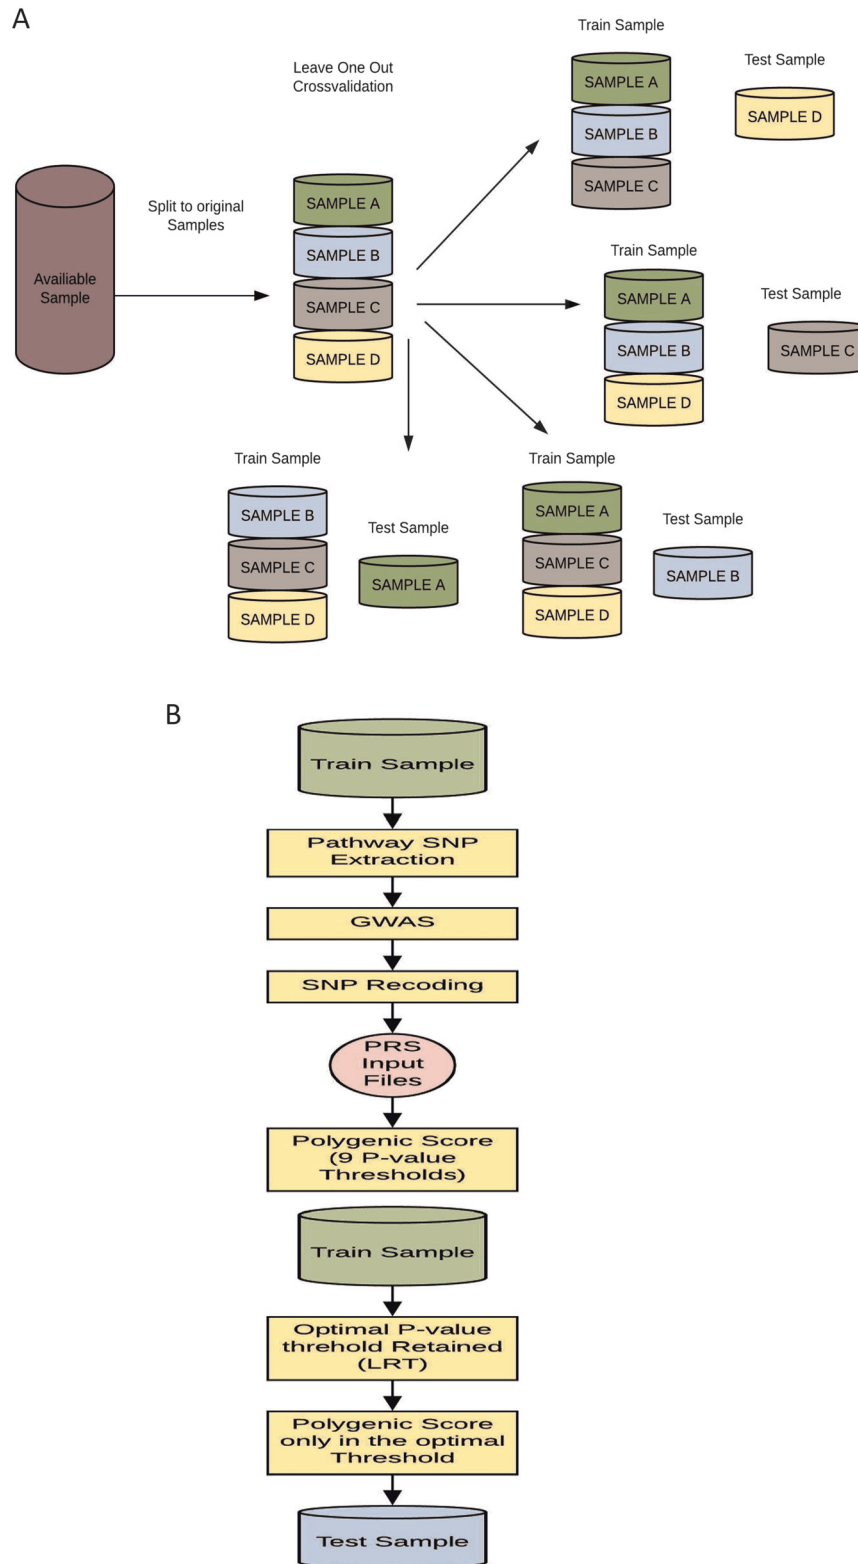 A
Leave One Out
Crossvalidation
Train Sample
Test Sample
SAMPLE A
SAMPLE B
SAMPLE C
SAMPLE D
Split to original
Samples
Availiable
Sample
SAMPLE A
SAMPLE B
SAMPLE C
SAMPLE D
Train Sample
Test Sample
SAMPLE A
SAMPLE B
SAMPLE D
SAMPLE C
Train Sample
Test Sample
SAMPLE B
SAMPLE C
SAMPLE D
SAMPLE A
Train Sample
Test Sample
SAMPLE A
SAMPLE C
SAMPLE D
SAMPLE B
B
Train Sample
Pathway SNP
Extraction
GWAS
SNP Recoding
PRS
Input
Files
Polygenic Score
(9 P-value
Thresholds)
Train Sample
Optimal P-value
threhold Retained
(LRT)
Polygenic Score
only in the optimal
Threshold
Test Sample